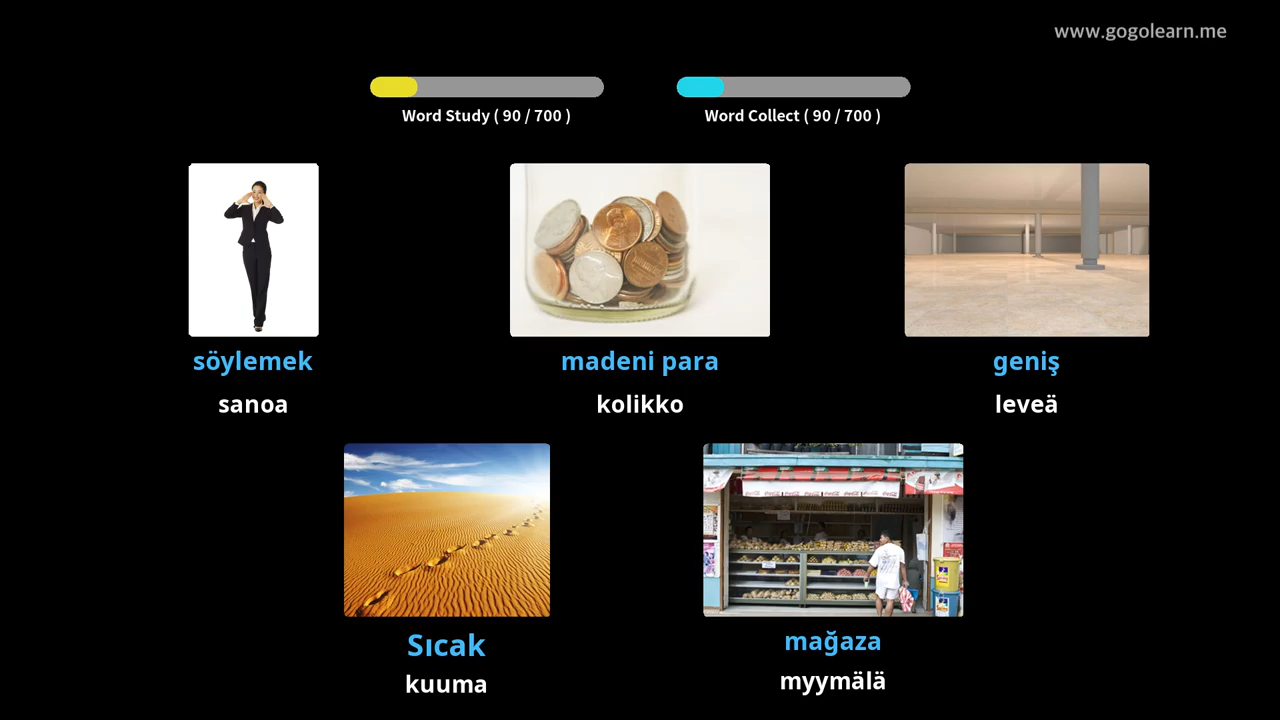 www.gogolearn.me
Word Study ( 90 / 700 )
Word Collect ( 90 / 700 )
söylemek
sanoa
madeni para
kolikko
geniş
leveä
Sıcak
kuuma
mağaza
myymälä